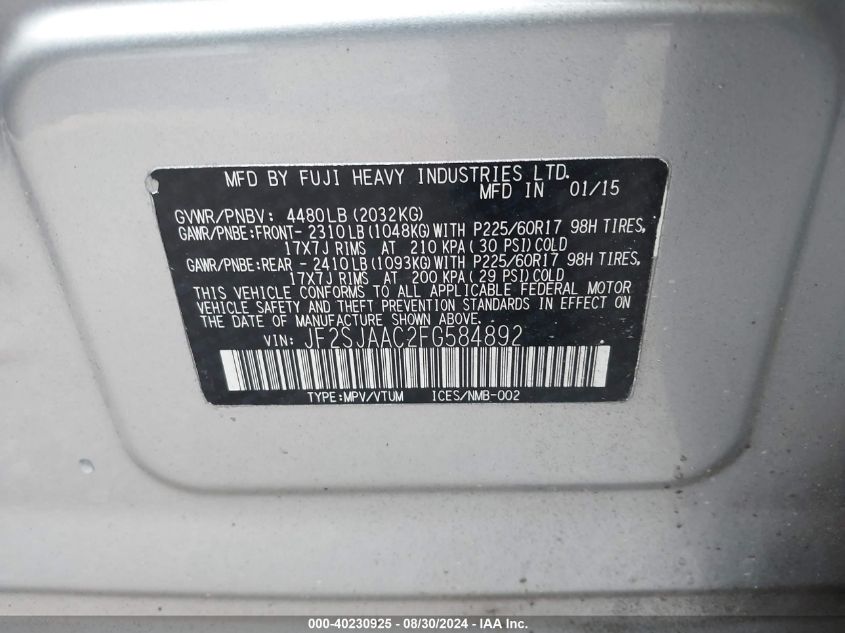 MFD BY FUJI HEAVY INDUSTRIES LTD.
MFD IN 01/15
GVWR/PNBV: 4480LB(2032KG)
GAWR/PNBE:FRONT- 2310LB(1048KG)WITH P225/60R17 98H TIRES,
17X7J RIMS AT 210 KPA(30 PSI)COLD
GAWR/PNBE:REAR - 2410LB(1093KG)WITH P225/60R17 98H TIRES,
17X7J RIMS AT 200 KPA(29 PSI)COLD
THIS VEHICLE CONFORMS TO ALL APPLICABLE FEDERAL MOTOR
VEHICLE SAFETY AND THEFT PREVENTION STANDARDS IN EFFECT ON
THE DATE OF MANUFACTURE SHOWN ABOVE.
VIN: JF2SJAAC2FG584892
TYPE:MPV/VTUM ICES/NMB-002
000-40230925 - 08/30/2024 - IAA Inc.